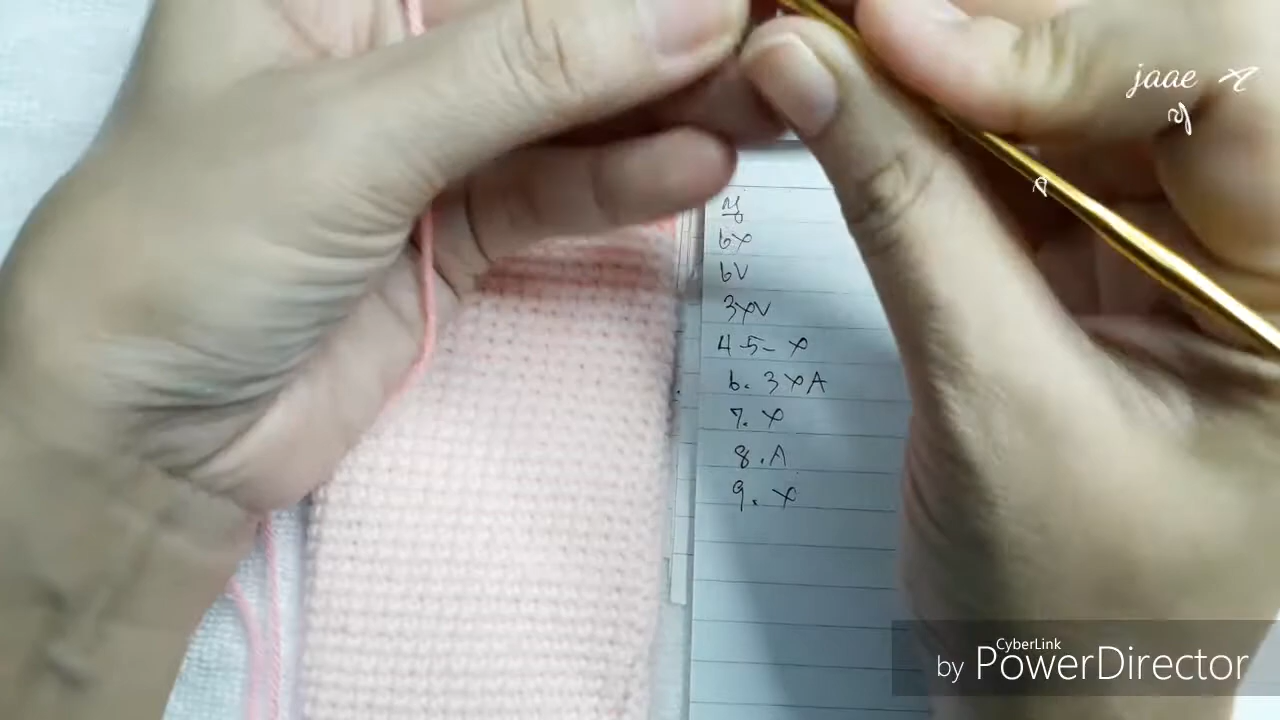 jaae
6x
6V
3xV
4-5- x
6. 3xA
7. x
8. A
9. x
CyberLink
by PowerDirector